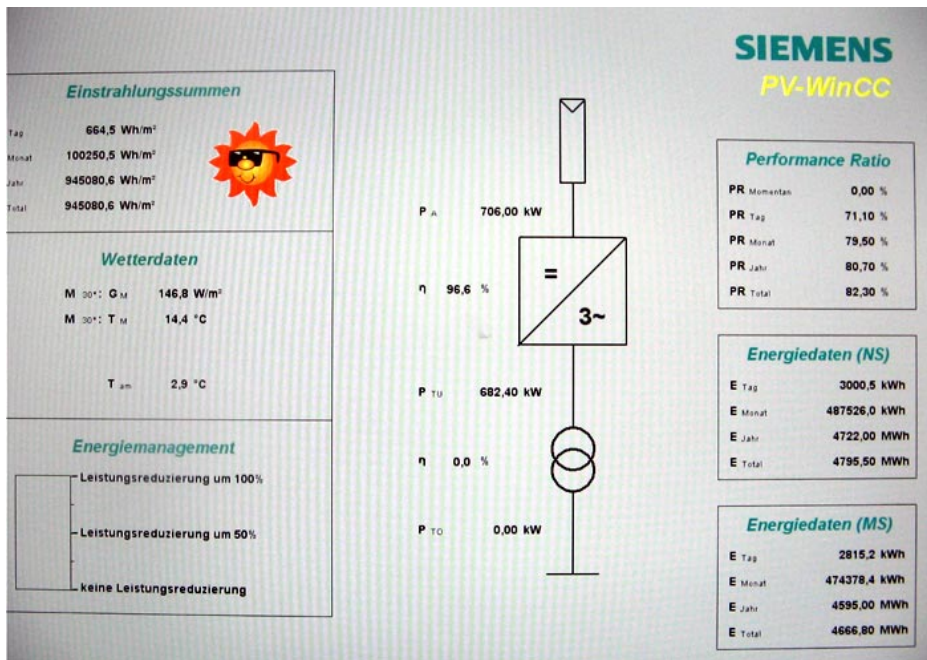 SIEMENS
PV-WinCC
Einstrahlungssummen
Tag 664,5 Wh/m²
Monat 100250,5 Wh/m²
Jahr 945080,6 Wh/m²
Total 945080,6 Wh/m²
Wetterdaten
M 30°: G M 146,8 W/m²
M 30°: T M 14,4 °C
T am 2,9 °C
Energiemanagement
Leistungsreduzierung um 100%
Leistungsreduzierung um 50%
keine Leistungsreduzierung
P A 706,00 kW
=
3~
η 96,6 %
P TU 682,40 kW
η 0,0 %
P TO 0,00 kW
Performance Ratio
PR Momentan 0,00 %
PR Tag 71,10 %
PR Monat 79,50 %
PR Jahr 80,70 %
PR Total 82,30 %
Energiedaten (NS)
E Tag 3000,5 kWh
E Monat 487526,0 kWh
E Jahr 4722,00 MWh
E Total 4795,50 MWh
Energiedaten (MS)
E Tag 2815,2 kWh
E Monat 474378,4 kWh
E Jahr 4595,00 MWh
E Total 4666,80 MWh